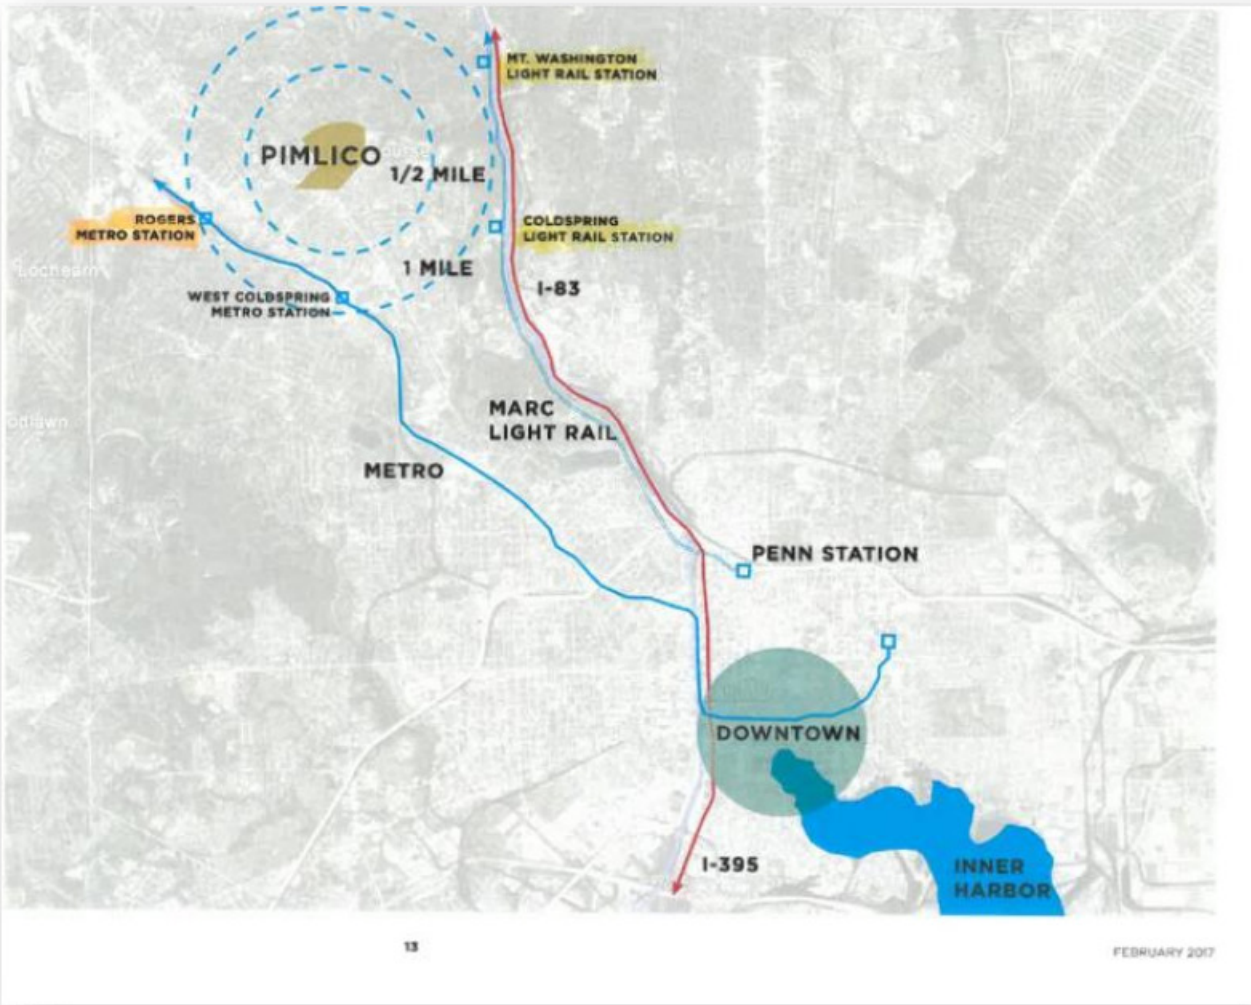 MT. WASHINGTON
LIGHT RAIL STATION
PIMLICO
1/2 MILE
ROGERS
METRO STATION
COLDSPRING
LIGHT RAIL STATION
Lochearn
1 MILE
I-83
WEST COLDSPRING
METRO STATION
MARC
LIGHT RAIL
METRO
PENN STATION
DOWNTOWN
I-395
INNER
HARBOR
13
FEBRUARY 2017